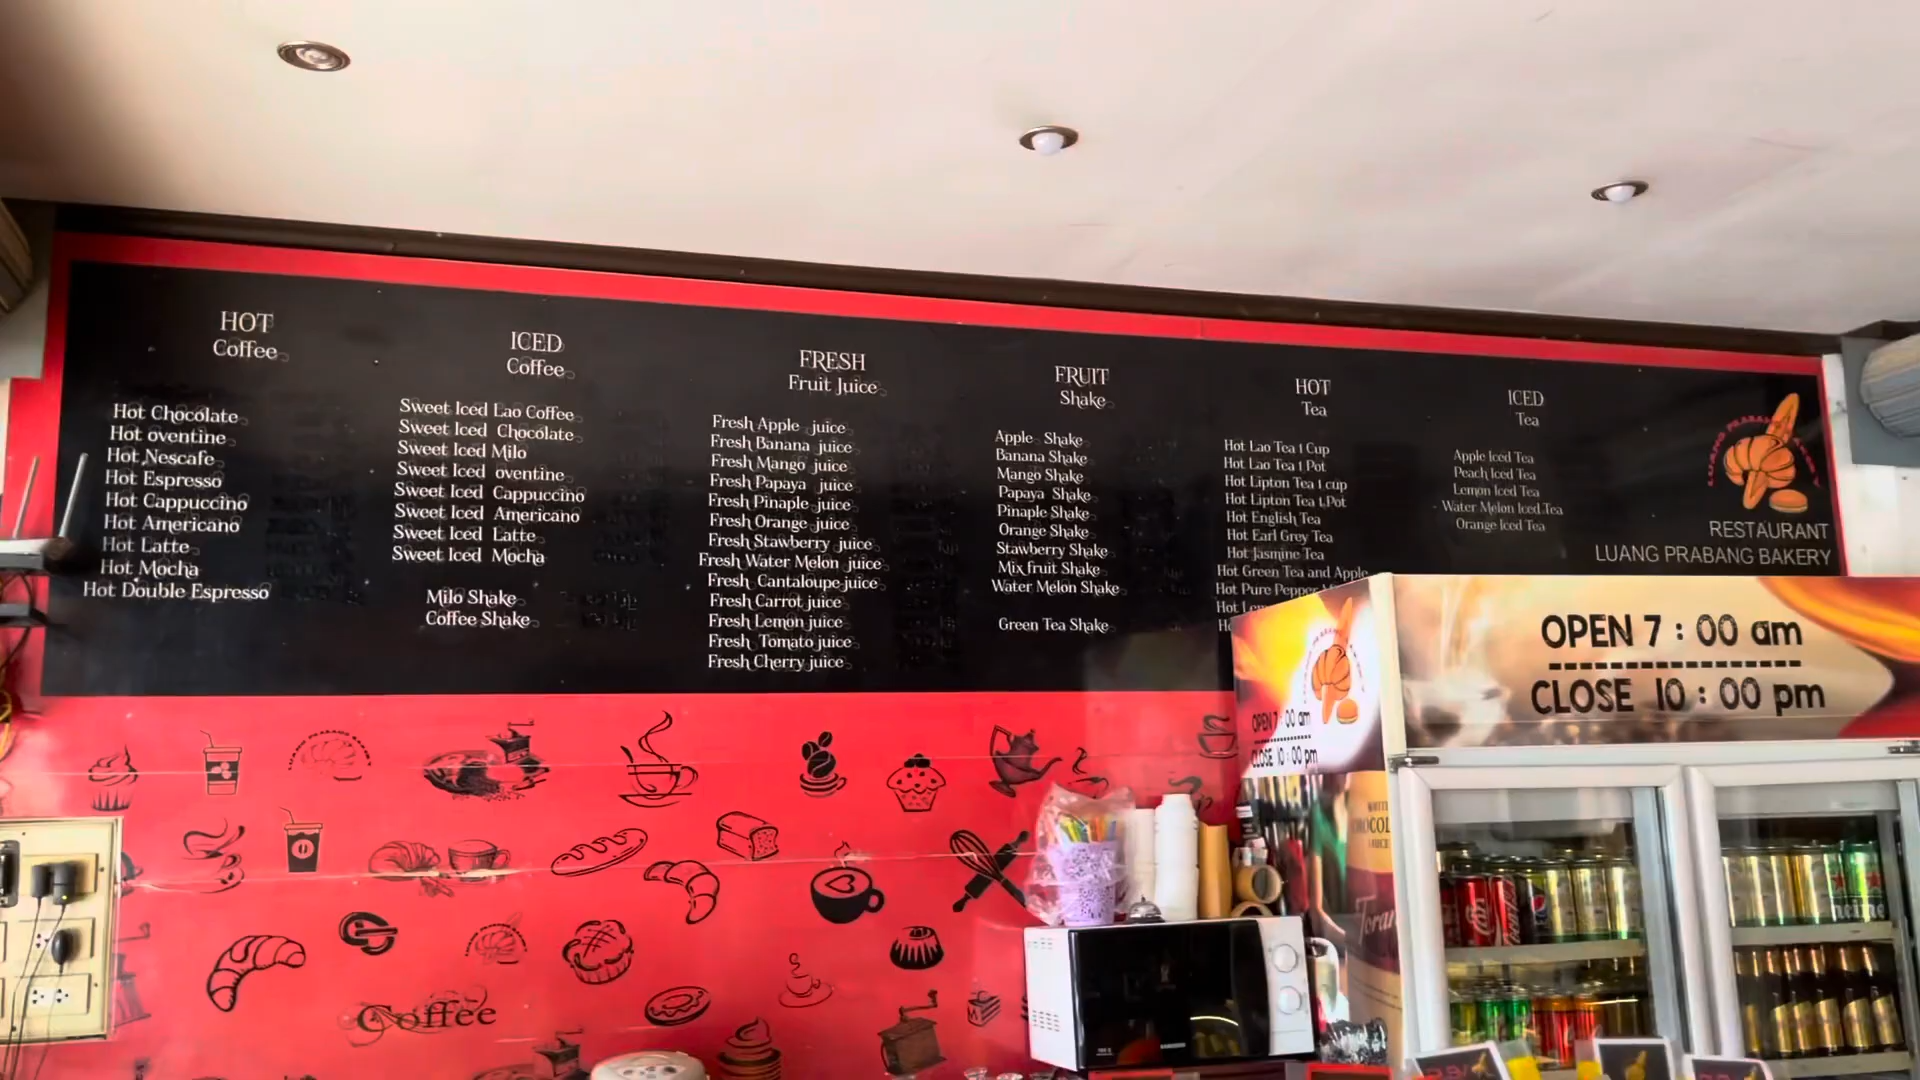 HOT
Coffee
Hot Chocolate
Hot oventine
Hot Nescafe
Hot Espresso
Hot Cappuccino
Hot Americano
Hot Latte
Hot Mocha
Hot Double Espresso
ICED
Coffee
Sweet Iced Lao Coffee
Sweet Iced Chocolate
Sweet Iced Milo
Sweet Iced oventine
Sweet Iced Cappuccino
Sweet Iced Americano
Sweet Iced Latte
Sweet Iced Mocha
Milo Shake
Coffee Shake
FRESH
Fruit Juice
Fresh Apple juice
Fresh Banana juice
Fresh Mango juice
Fresh Papaya juice
Fresh Pinaple juice
Fresh Orange juice
Fresh Stawberry juice
Fresh Water Melon juice
Fresh Cantaloupe juice
Fresh Carrot juice
Fresh Lemon juice
Fresh Tomato juice
Fresh Cherry juice
FRUIT
Shake
Apple Shake
Banana Shake
Mango Shake
Papaya Shake
Pinaple Shake
Orange Shake
Stawberry Shake
Mix fruit Shake
Water Melon Shake
Green Tea Shake
HOT
Tea
Hot Lao Tea 1 Cup
Hot Lao Tea 1 Pot
Hot Lipton Tea 1 cup
Hot Lipton Tea 1 Pot
Hot English Tea
Hot Earl Grey Tea
Hot Jasmine Tea
Hot Green Tea and Apple
Hot Pure Pepper
Hot
ICED
Tea
Apple Iced Tea
Peach Iced Tea
Lemon Iced Tea
Water Melon Iced Tea
Orange Iced Tea
LUANG PRABANG BAKERY
RESTAURANT
LUANG PRABANG BAKERY
OPEN 7 : 00 am
CLOSE 10 : 00 pm
OPEN 7 : 00 am
CLOSE 10 : 00 pm
Coffee